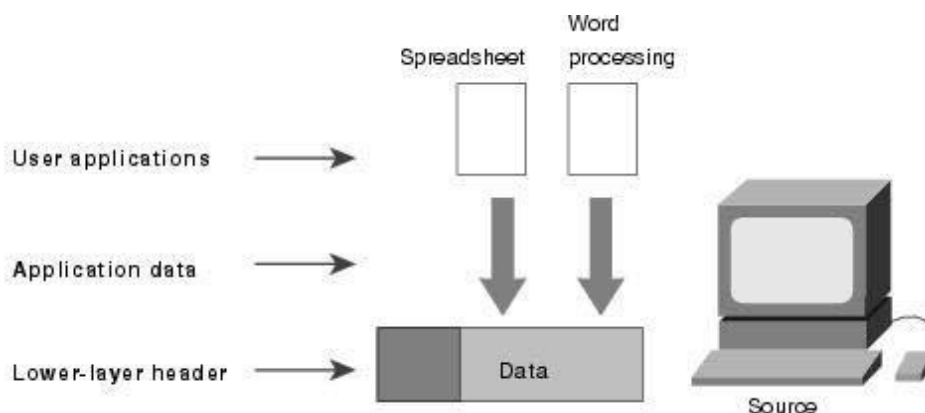 Word
Spreadsheet processing
User applications
Application data
Lower-layer header
Data
Source